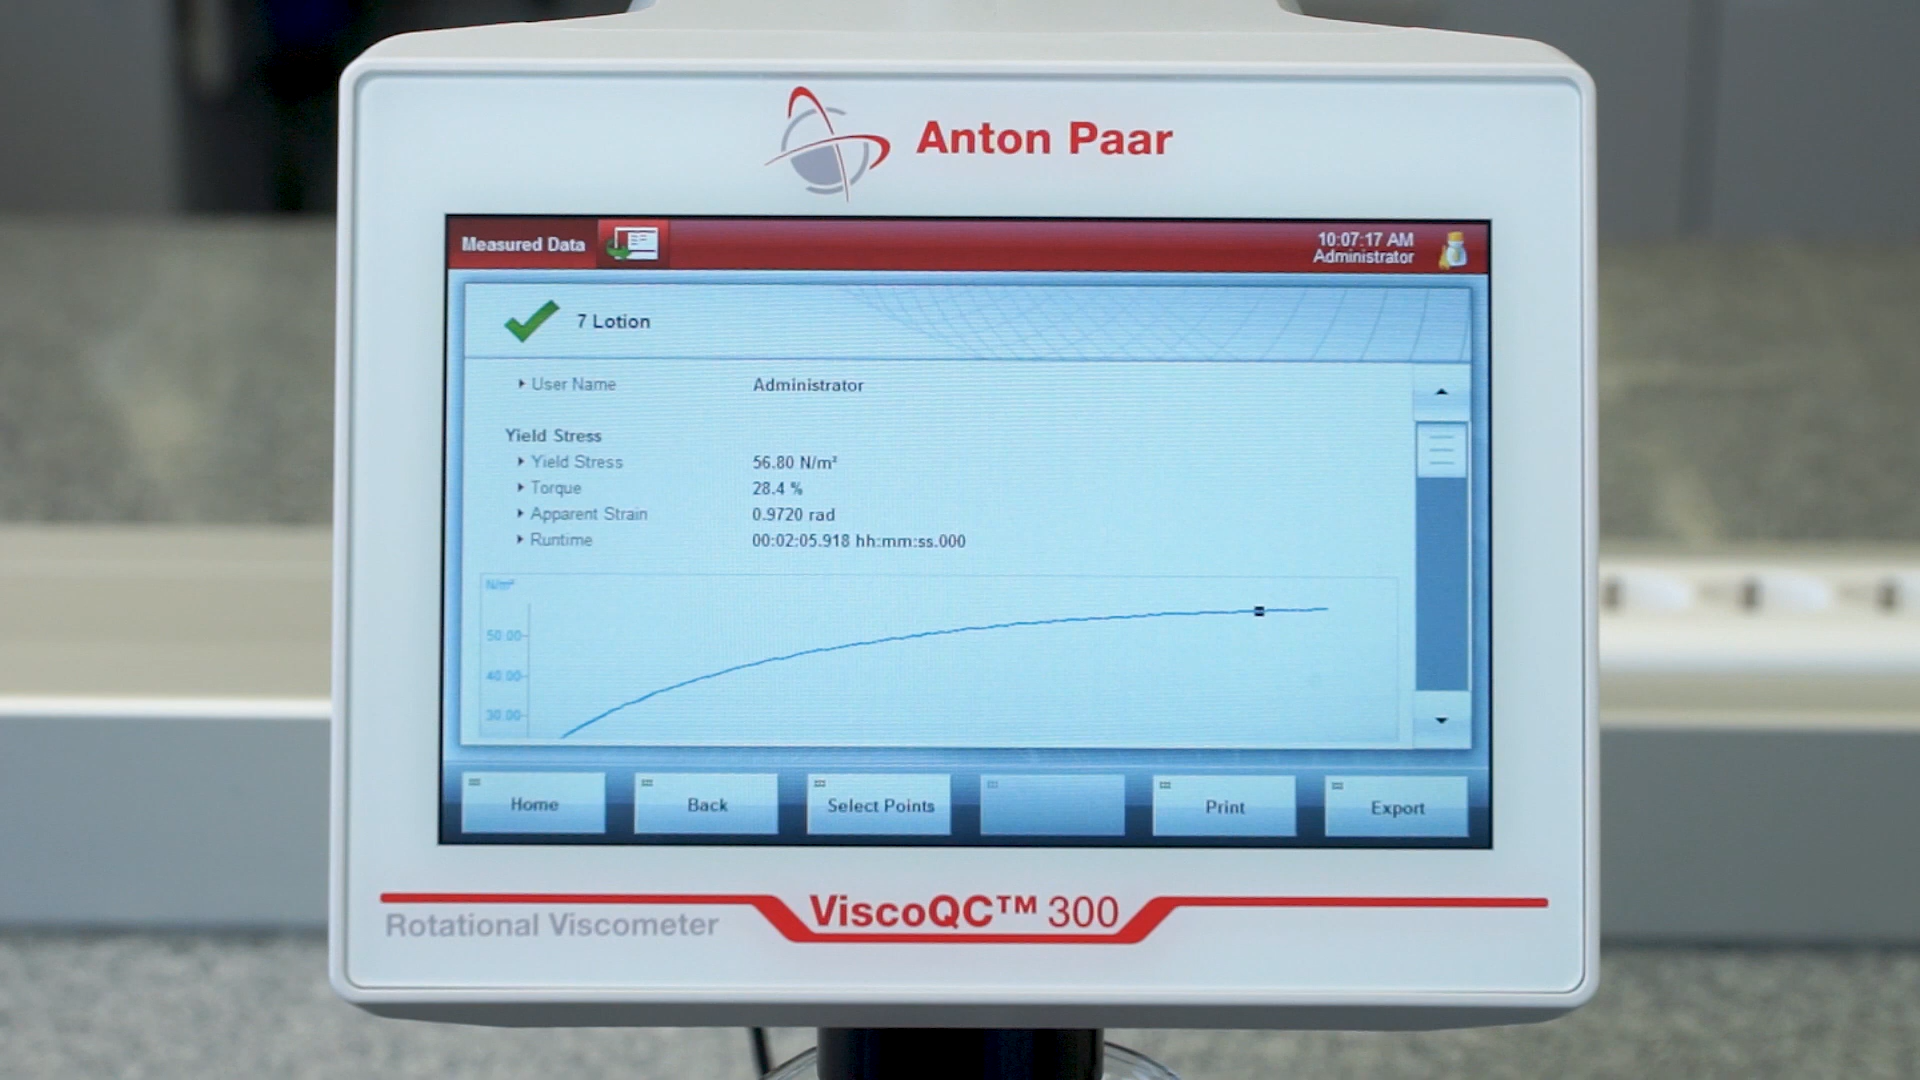 Anton Paar
Measured Data
10:07:17 AM
Administrator
7 Lotion
User Name Administrator
Yield Stress
Yield Stress 56.80 N/m²
Torque 28.4 %
Apparent Strain 0.9720 rad
Runtime 00:02:05.918 hh:mm:ss.000
N/m²
50.00
40.00
30.00
Home
Back
Select Points
Print
Export
ViscoQC™ 300
Rotational Viscometer